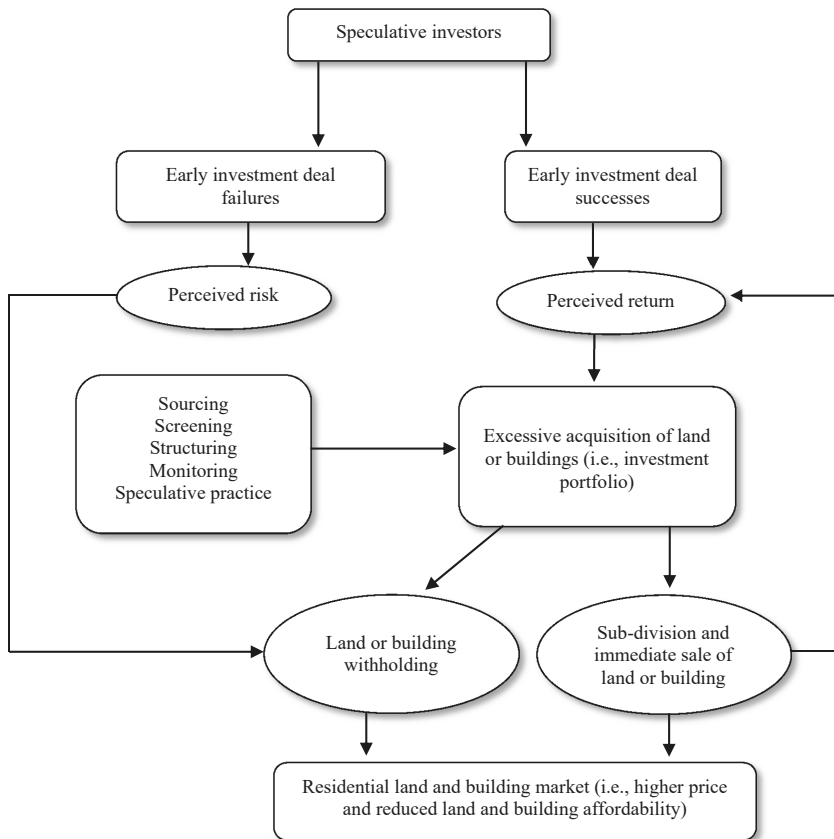 Speculative investors
Early investment deal
failures
Early investment deal
successes
Perceived risk
Perceived return
Sourcing
Screening
Structuring
Monitoring
Speculative practice
Excessive acquisition of land
or buildings (i.e., investment
portfolio)
Land or building
withholding
Sub-division and
immediate sale of
land or building
Residential land and building market (i.e., higher price
and reduced land and building affordability)